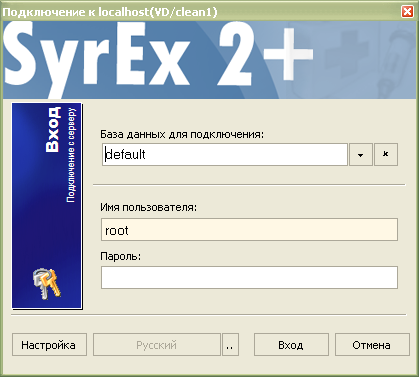 Подключение к localhost(YD/clean1)
SyrEx 2+
Вход
Подключение с серверу
База данных для подключения:
default
Имя пользователя:
root
Пароль:
Настройка
Русский
..
Вход
Отмена